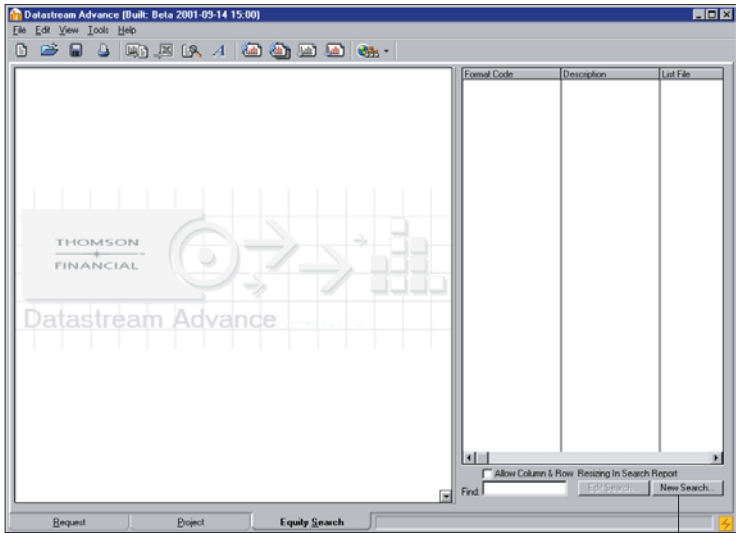 Datastream Advance (Built: Beta 2001-09-14 15:00)
File Edit View Tools Help
Format Code Description List File
THOMSON
FINANCIAL
Datastream Advance
Allow Column & Row Resizing In Search Report
Find: Edit Search... New Search...
Request Project Equity Search